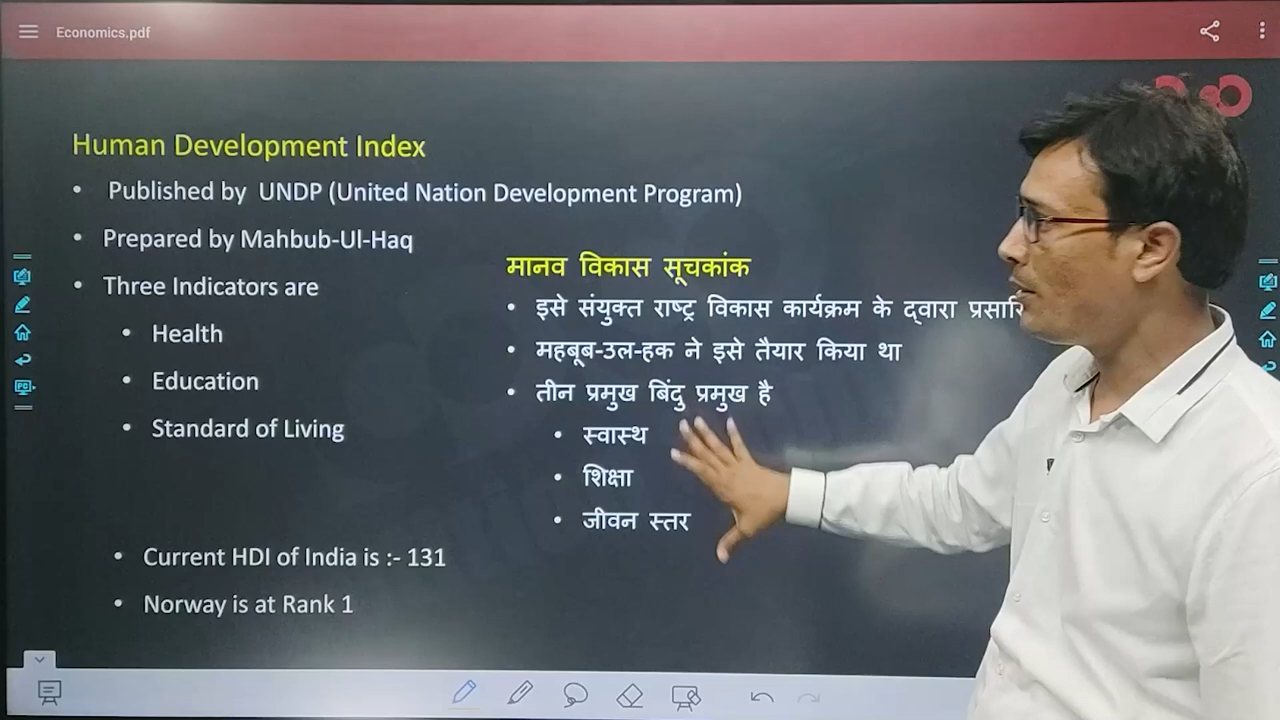 Economics.pdf
Human Development Index
• Published by UNDP (United Nation Development Program)
• Prepared by Mahbub-Ul-Haq
• Three Indicators are
• Health
• Education
• Standard of Living
• Current HDI of India is :- 131
• Norway is at Rank 1
मानव विकास सूचकांक
• इसे संयुक्त राष्ट्र विकास कार्यक्रम के द्वारा
• महबूब-उल-हक ने इसे तैयार किया था
• तीन प्रमुख बिंदु प्रमुख है
• स्वास्थ
• शिक्षा
• जीवन स्तर